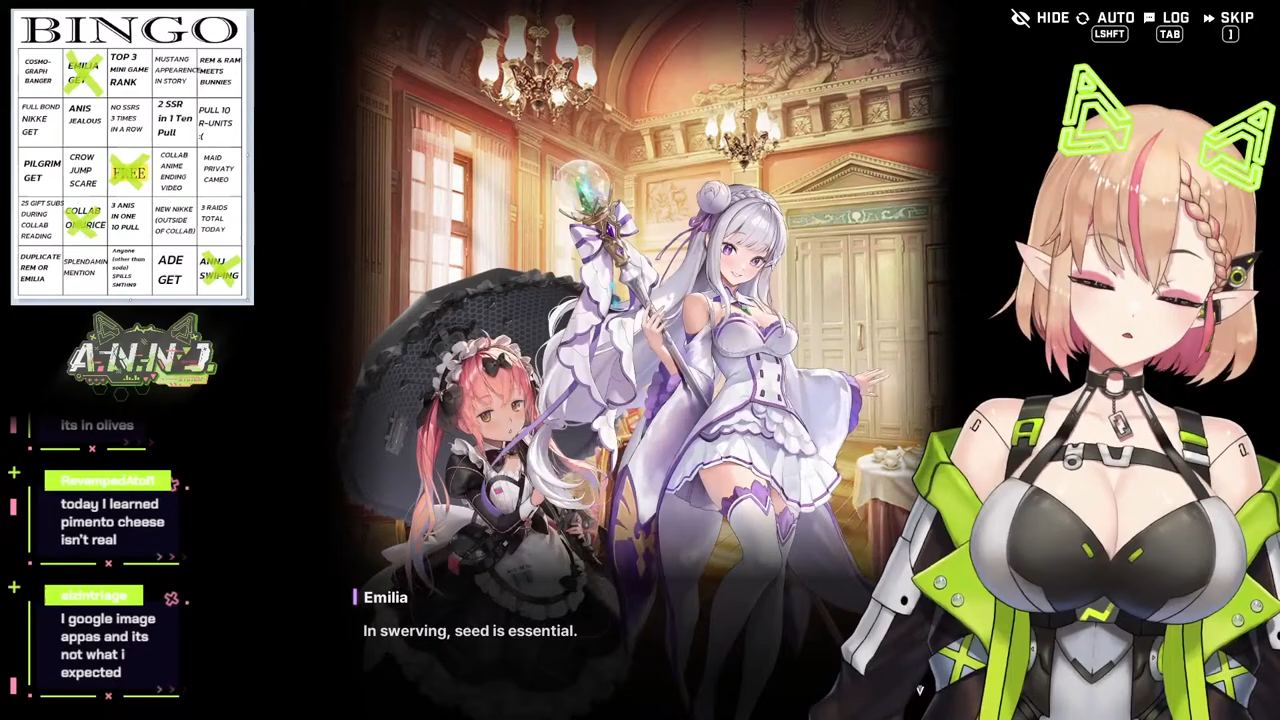 BINGO
COSMO-
GRAPH
BANGER
EMILIA
GET
TOP 3
MINI GAME
RANK
MUSTANG
APPEARENCE
IN STORY
REM & RAM
MEETS
BUNNIES
FULL BOND
NIKKE
GET
ANIS
JEALOUS
NO SSRS
3 TIMES
IN A ROW
2 SSR
in 1 Ten
Pull
PULL 10
R-UNITS
:(
PILGRIM
GET
CROW
JUMP
SCARE
FREE
COLLAB
ANIME
ENDING
VIDEO
MAID
PRIVATY
CAMEO
25 GIFT SUBS
DURING
COLLAB
READING
COLLAB
3 ANIS
IN ONE
10 PULL
NEW NIKKE
(OUTSIDE
OF COLLAB)
3 RAIDS
TOTAL
TODAY
DUPLICATE
REM OR
EMILIA
SPLENDAMIN
MENTION
Anyone
(other than
soda)
SPILLS
SMTHN9
ADE
GET
ANNJ
SWIPING
A.N.N.J.
its in olives
RevampedAtoll
today I learned
pimento cheese
isn't real
sixintriage
I google image
appas and its
not what i
expected
HIDE
AUTO
LOG
SKIP
LSHFT
TAB
]
Emilia
In swerving, seed is essential.
A